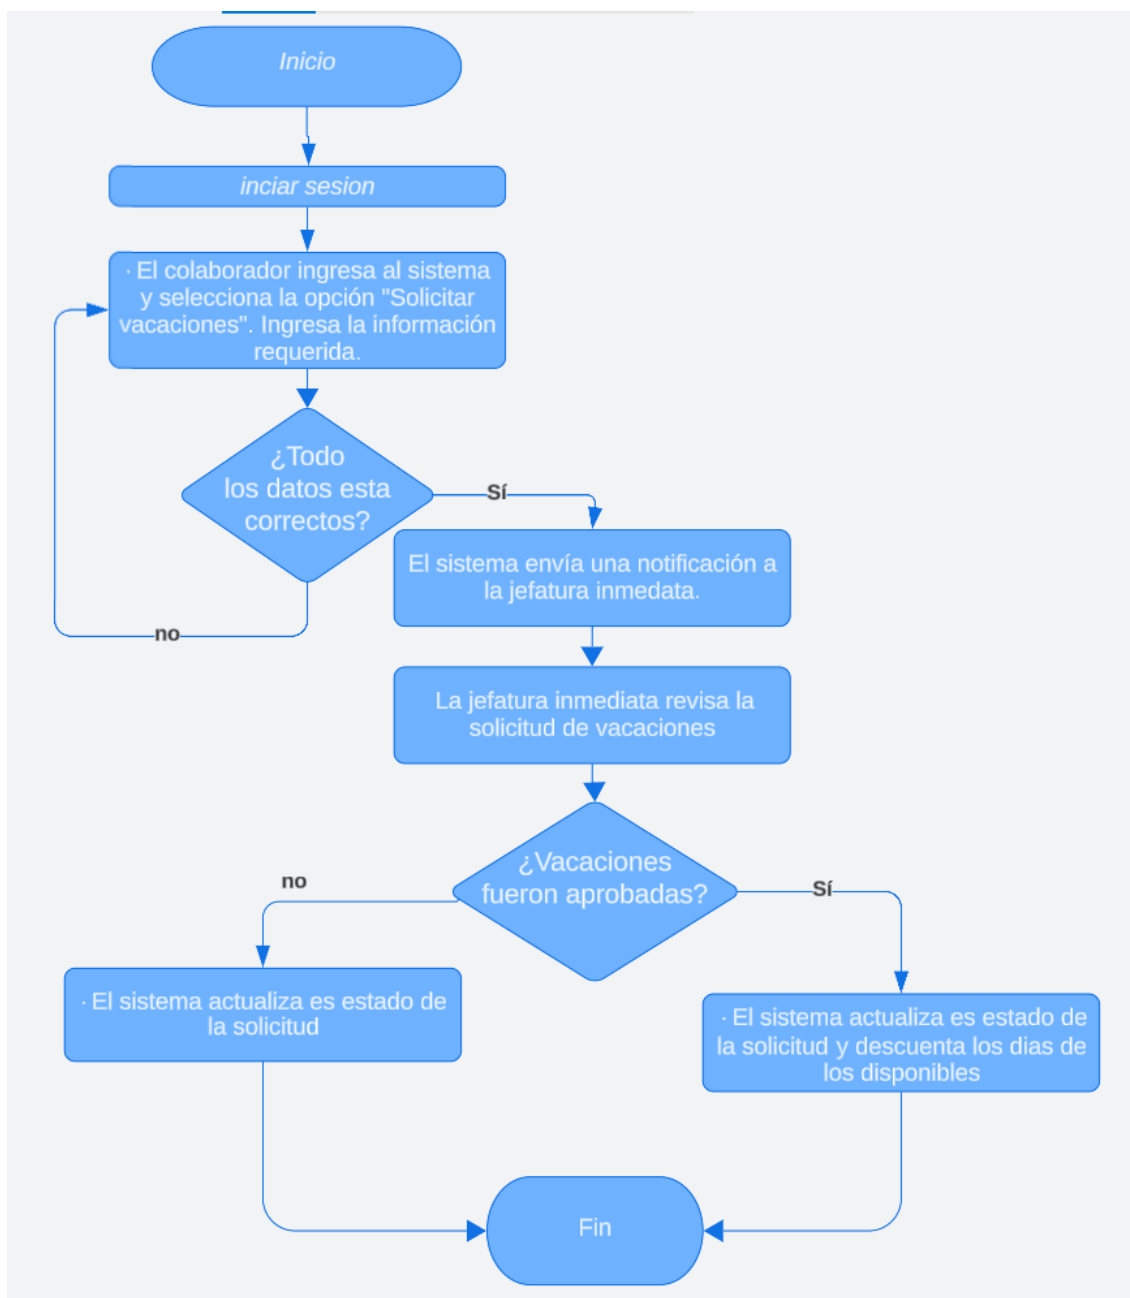 Inicio
inciar sesion
· El colaborador ingresa al sistema
y selecciona la opción "Solicitar
vacaciones". Ingresa la información
requerida.
¿Todo
los datos esta
correctos?
Sí
El sistema envía una notificación a
la jefatura inmedata.
no
La jefatura inmediata revisa la
solicitud de vacaciones
¿Vacaciones
fueron aprobadas?
no
Sí
· El sistema actualiza es estado de
la solicitud
· El sistema actualiza es estado de
la solicitud y descuenta los dias de
los disponibles
Fin